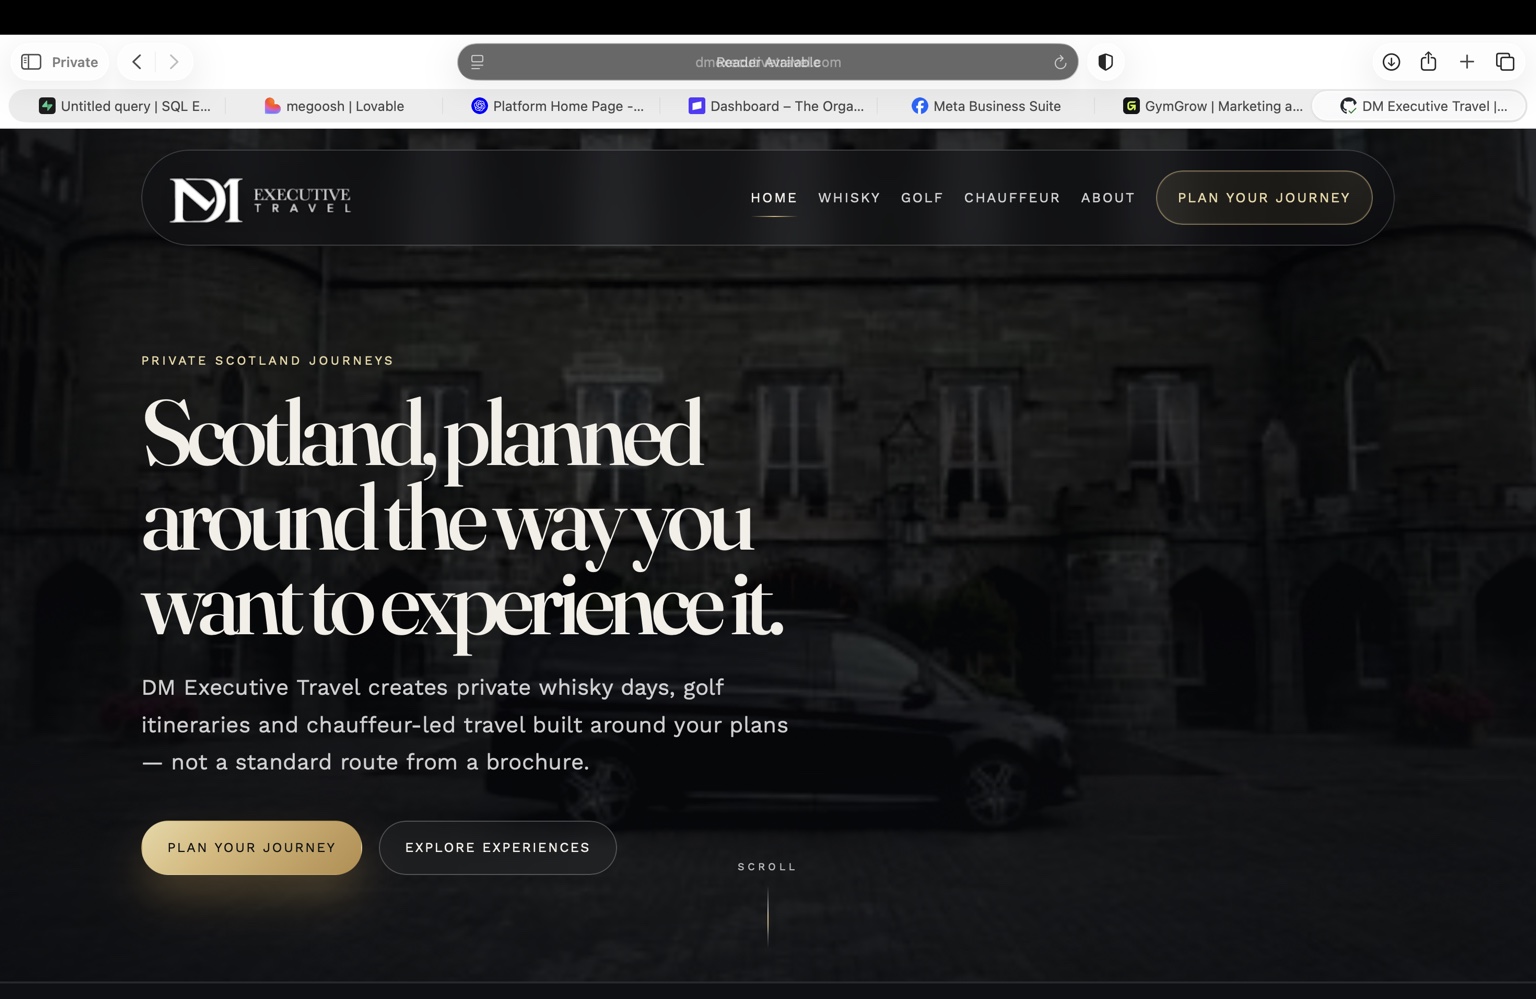 Private
Reader Available
Untitled query | SQL E...
megoosh | Lovable
Platform Home Page -...
Dashboard – The Orga...
Meta Business Suite
GymGrow | Marketing a...
DM Executive Travel |...
DM EXECUTIVE
TRAVEL
HOME
WHISKY
GOLF
CHAUFFEUR
ABOUT
PLAN YOUR JOURNEY
PRIVATE SCOTLAND JOURNEYS
Scotland, planned
around the way you
want to experience it.
DM Executive Travel creates private whisky days, golf
itineraries and chauffeur-led travel built around your plans
— not a standard route from a brochure.
PLAN YOUR JOURNEY
EXPLORE EXPERIENCES
SCROLL